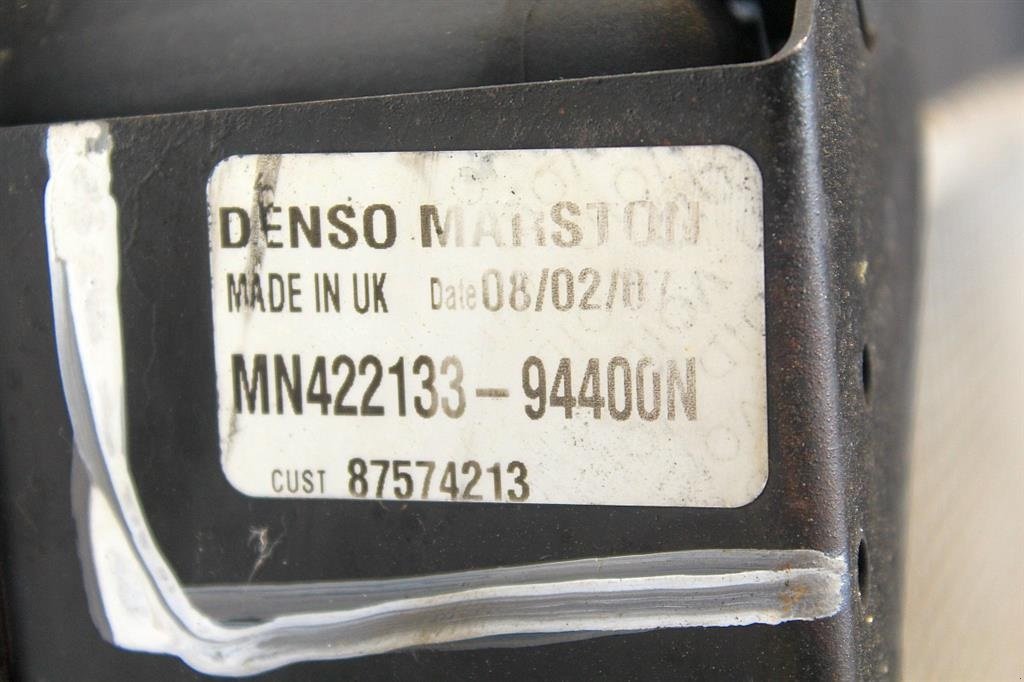 DENSO MARSTON
MADE IN UK Date 08/02/07
MN422133-94400N
CUST 87574213